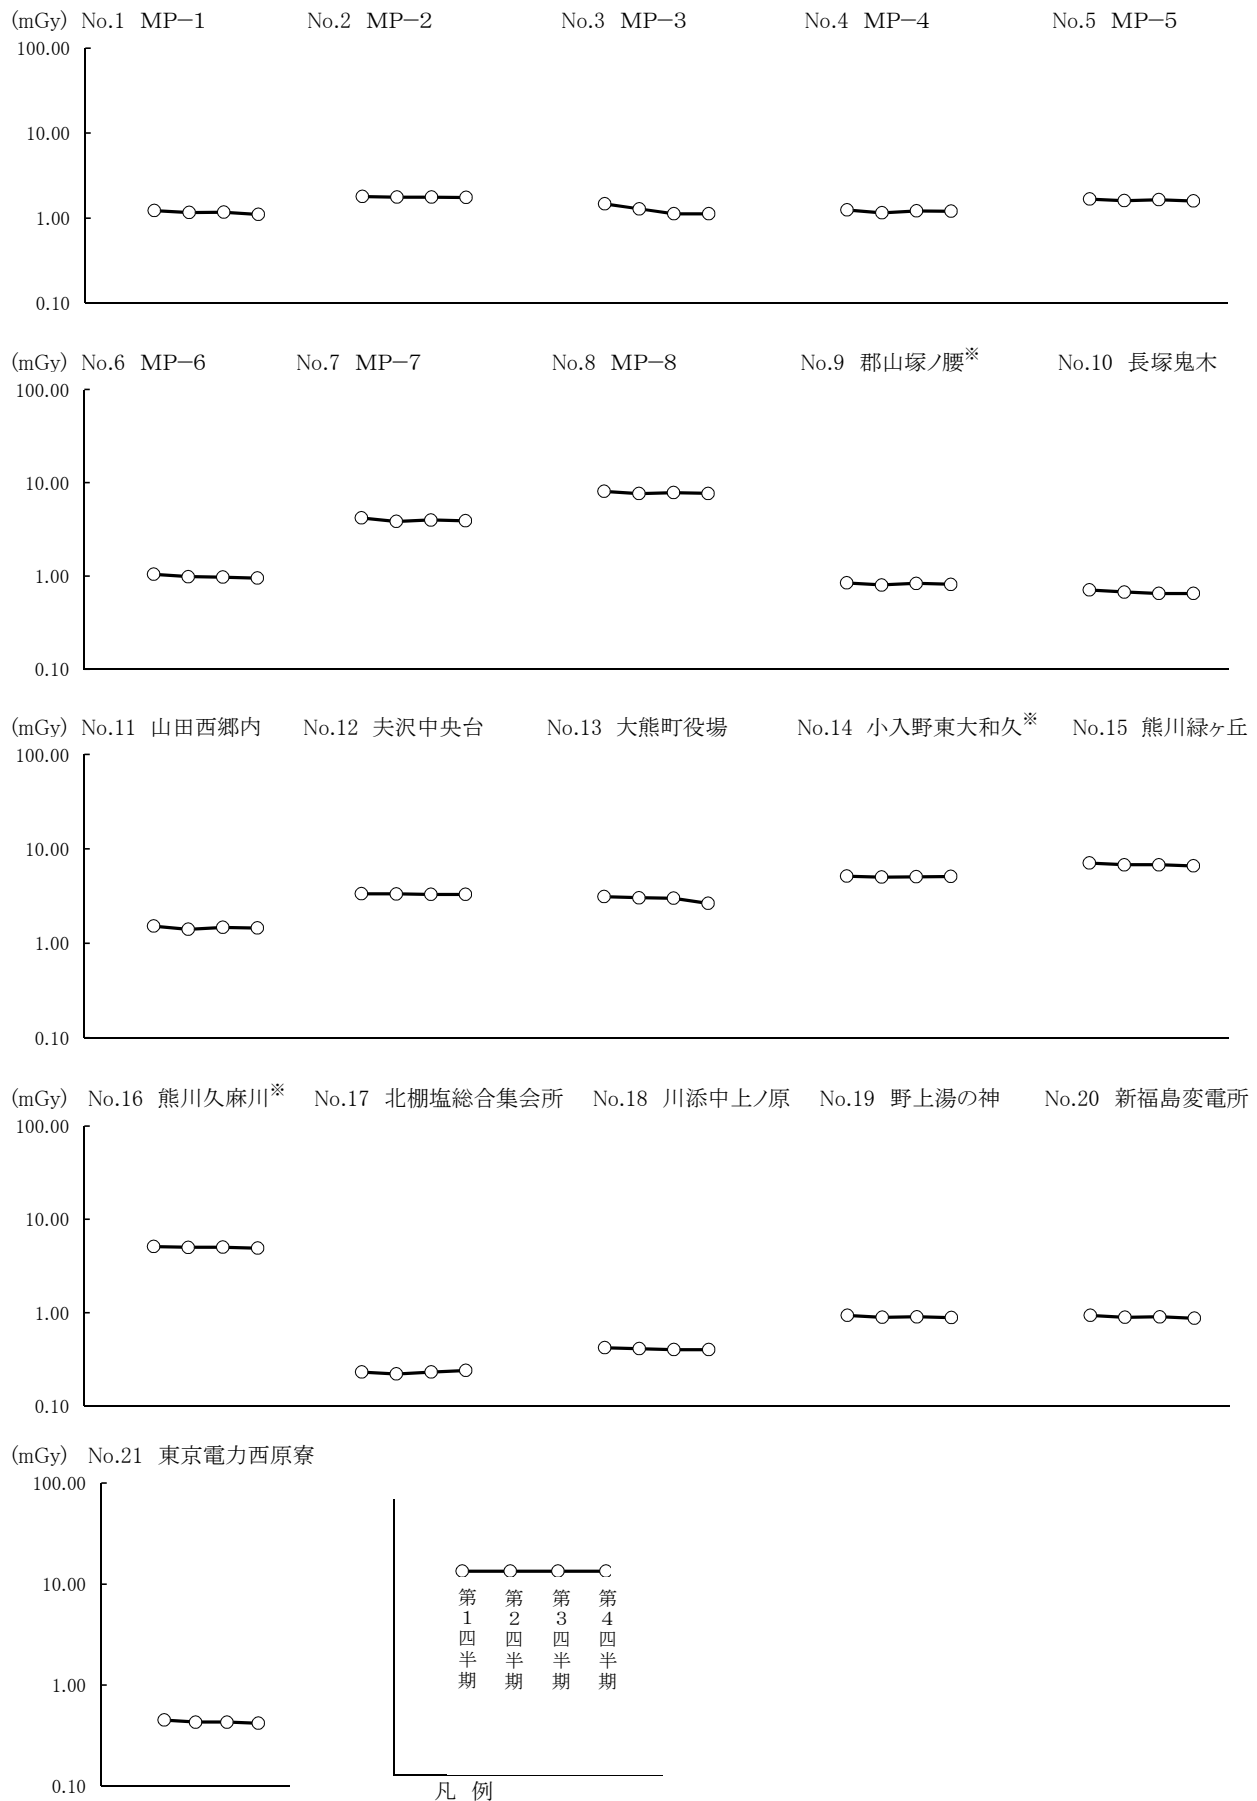 (mGy) No.1 MP−1 No.2 MP−2 No.3 MP−3 No.4 MP−4 No.5 MP−5
100.00
10.00
1.00
0.10
(mGy) No.6 MP−6 No.7 MP−7 No.8 MP−8 No.9 郡山塚ノ腰※ No.10 長塚鬼木
100.00
10.00
1.00
0.10
(mGy) No.11 山田西郷内 No.12 夫沢中央台 No.13 大熊町役場 No.14 小入野東大和久※ No.15 熊川緑ヶ丘
100.00
10.00
1.00
0.10
(mGy) No.16 熊川久麻川※ No.17 北棚塩総合集会所 No.18 川添中上ノ原 No.19 野上湯の神 No.20 新福島変電所
100.00
10.00
1.00
0.10
(mGy) No.21 東京電力西原寮
100.00
10.00
1.00
0.10
第1四半期
第2四半期
第3四半期
第4四半期
凡 例